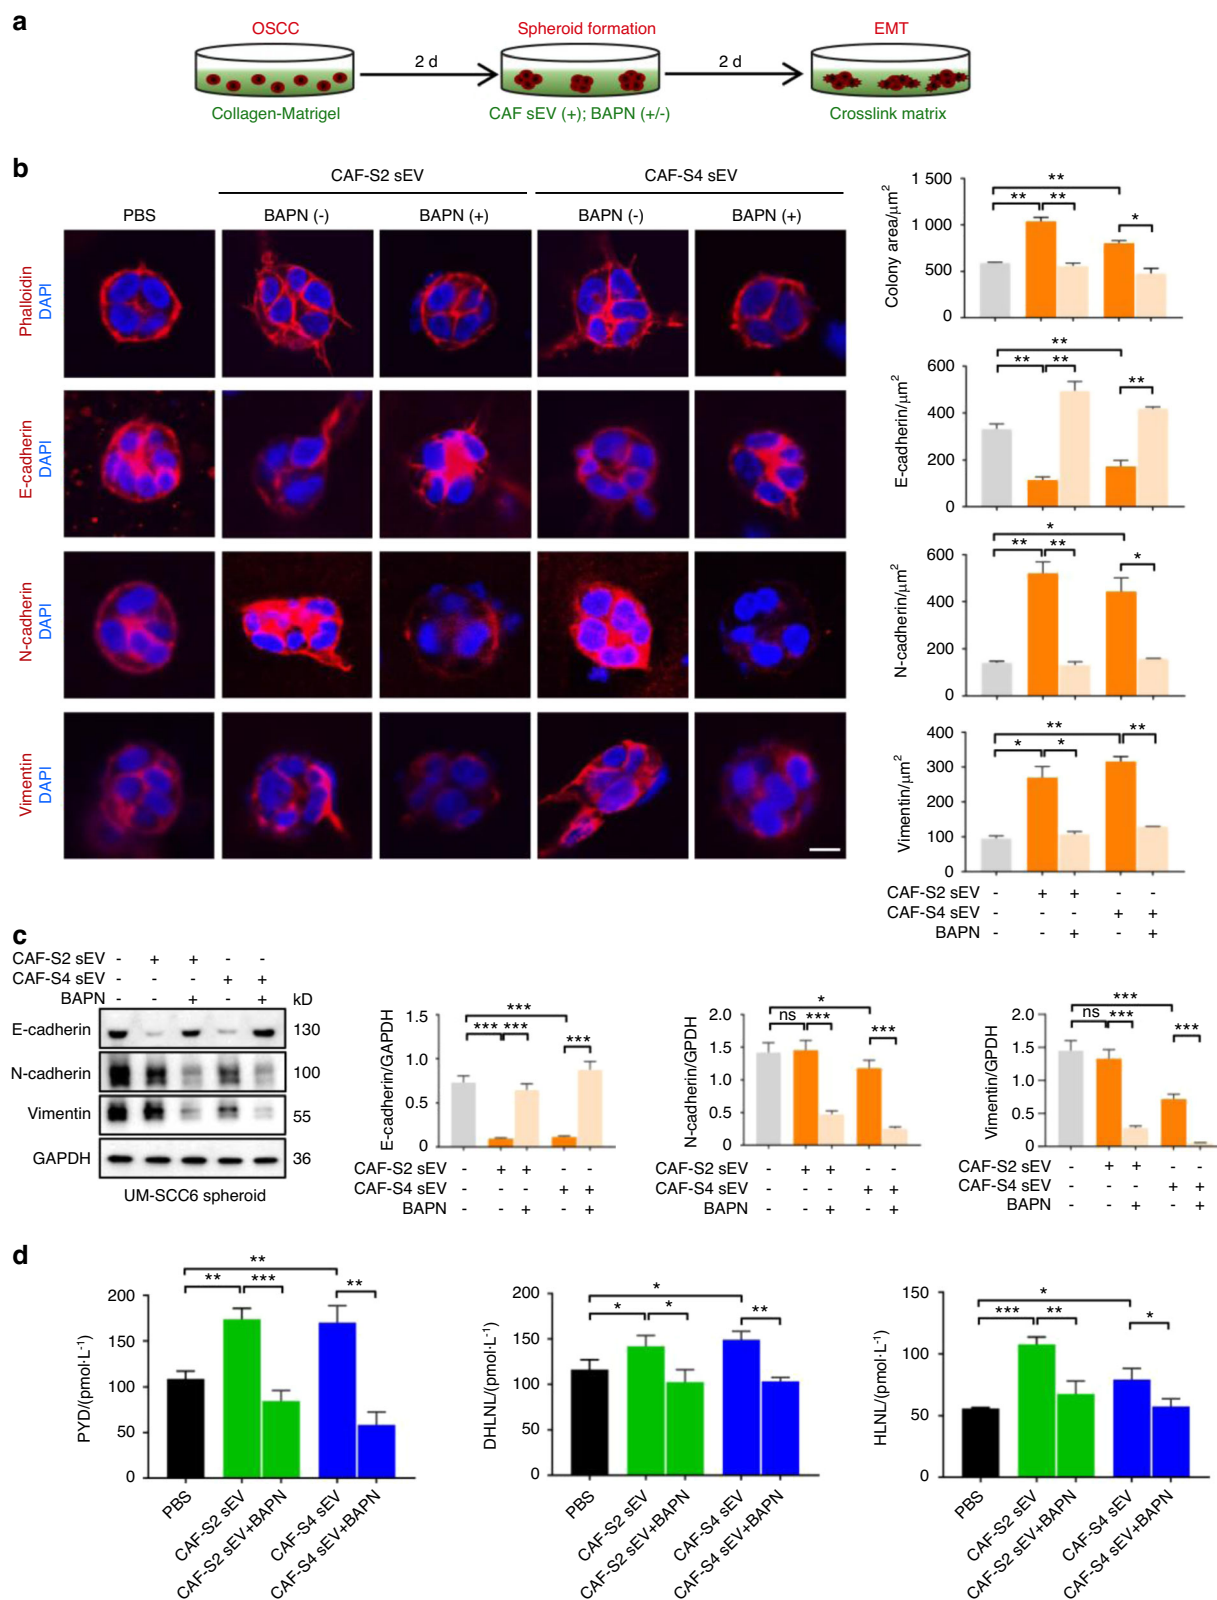 a
OSCC
Spheroid formation
EMT
2 d
2 d
Collagen-Matrigel
CAF sEV (+); BAPN (+/-)
Crosslink matrix
b
CAF-S2 sEV
CAF-S4 sEV
PBS
BAPN (-)
BAPN (+)
BAPN (-)
BAPN (+)
Phalloidin
DAPI
E-cadherin
DAPI
N-cadherin
DAPI
Vimentin
DAPI
Colony area/μm²
1 500
1 000
500
0
** ** ** *
E-cadherin/μm²
600
400
200
0
** ** ** **
N-cadherin/μm²
600
400
200
0
* ** ** *
Vimentin/μm²
400
300
200
100
0
** * * **
CAF-S2 sEV - + + - -
CAF-S4 sEV - - - + +
BAPN - - + - +
c
CAF-S2 sEV - + + - -
CAF-S4 sEV - - - + +
BAPN - - + - + kD
E-cadherin 130
N-cadherin 100
Vimentin 55
GAPDH 36
UM-SCC6 spheroid
E-cadherin/GAPDH
1.5
1.0
0.5
0
*** *** *** ***
CAF-S2 sEV - + + - -
CAF-S4 sEV - - - + +
BAPN - - + - +
N-cadherin/GPDH
2.0
1.5
1.0
0.5
0
* ns *** ***
CAF-S2 sEV - + + - -
CAF-S4 sEV - - - + +
BAPN - - + - +
Vimentin/GPDH
2.0
1.5
1.0
0.5
0
*** ns *** ***
CAF-S2 sEV - + + - -
CAF-S4 sEV - - - + +
BAPN - - + - +
d
PYD/(pmol·L⁻¹)
200
150
100
50
0
** ** *** **
PBS
CAF-S2 sEV
CAF-S2 sEV+BAPN
CAF-S4 sEV
CAF-S4 sEV+BAPN
DHLNL/(pmol·L⁻¹)
200
150
100
50
0
* * * **
PBS
CAF-S2 sEV
CAF-S2 sEV+BAPN
CAF-S4 sEV
CAF-S4 sEV+BAPN
HLNL/(pmol·L⁻¹)
150
100
50
0
* *** ** *
PBS
CAF-S2 sEV
CAF-S2 sEV+BAPN
CAF-S4 sEV
CAF-S4 sEV+BAPN